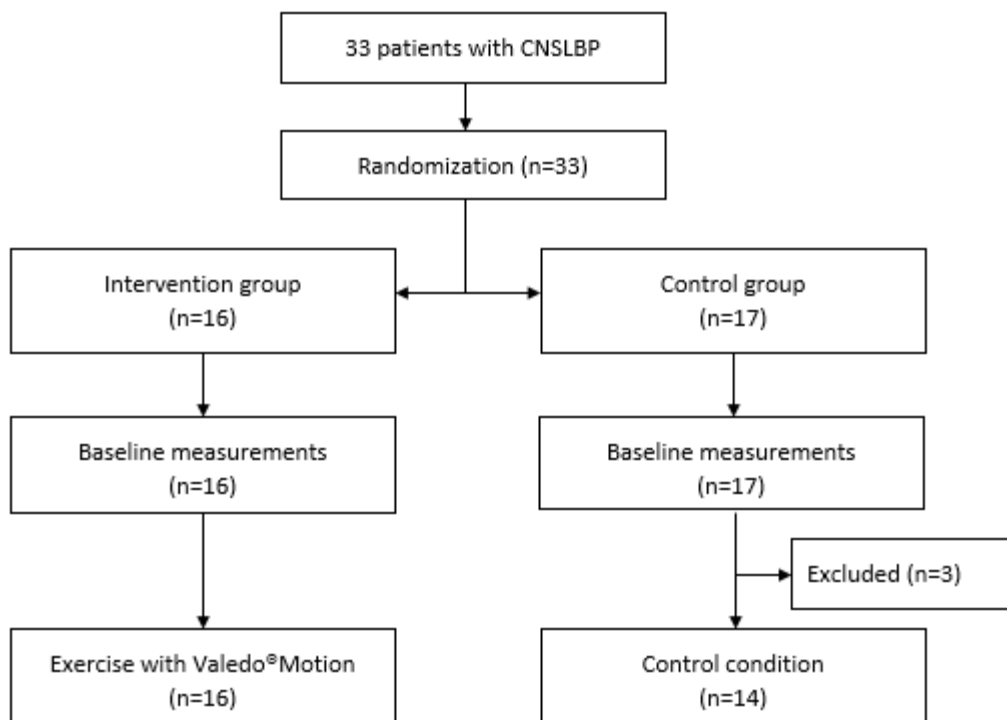 33 patients with CNSLBP
Randomization (n=33)
Intervention group
(n=16)
Control group
(n=17)
Baseline measurements
(n=16)
Baseline measurements
(n=17)
Excluded (n=3)
Exercise with Valedo®Motion
(n=16)
Control condition
(n=14)